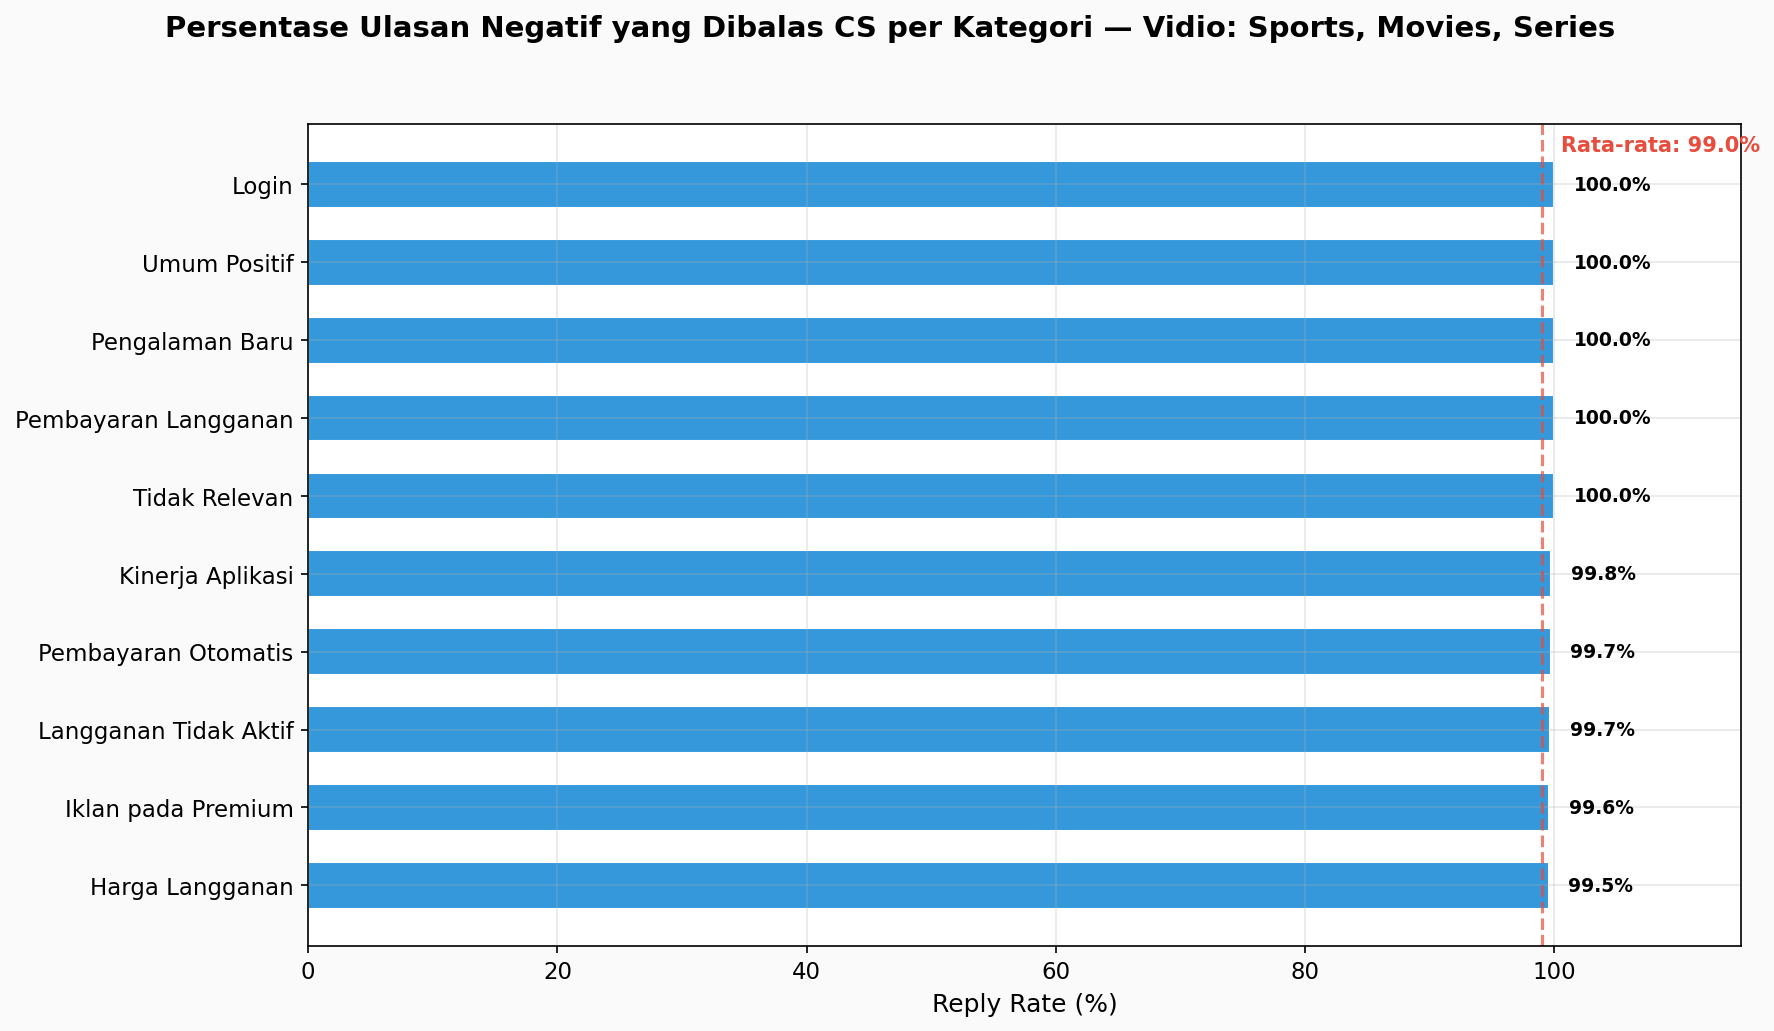 Persentase Ulasan Negatif yang Dibalas CS per Kategori — Vidio: Sports, Movies, Series
Rata-rata: 99.0%
Login 100.0%
Umum Positif 100.0%
Pengalaman Baru 100.0%
Pembayaran Langganan 100.0%
Tidak Relevan 100.0%
Kinerja Aplikasi 99.8%
Pembayaran Otomatis 99.7%
Langganan Tidak Aktif 99.7%
Iklan pada Premium 99.6%
Harga Langganan 99.5%
0 20 40 60 80 100
Reply Rate (%)